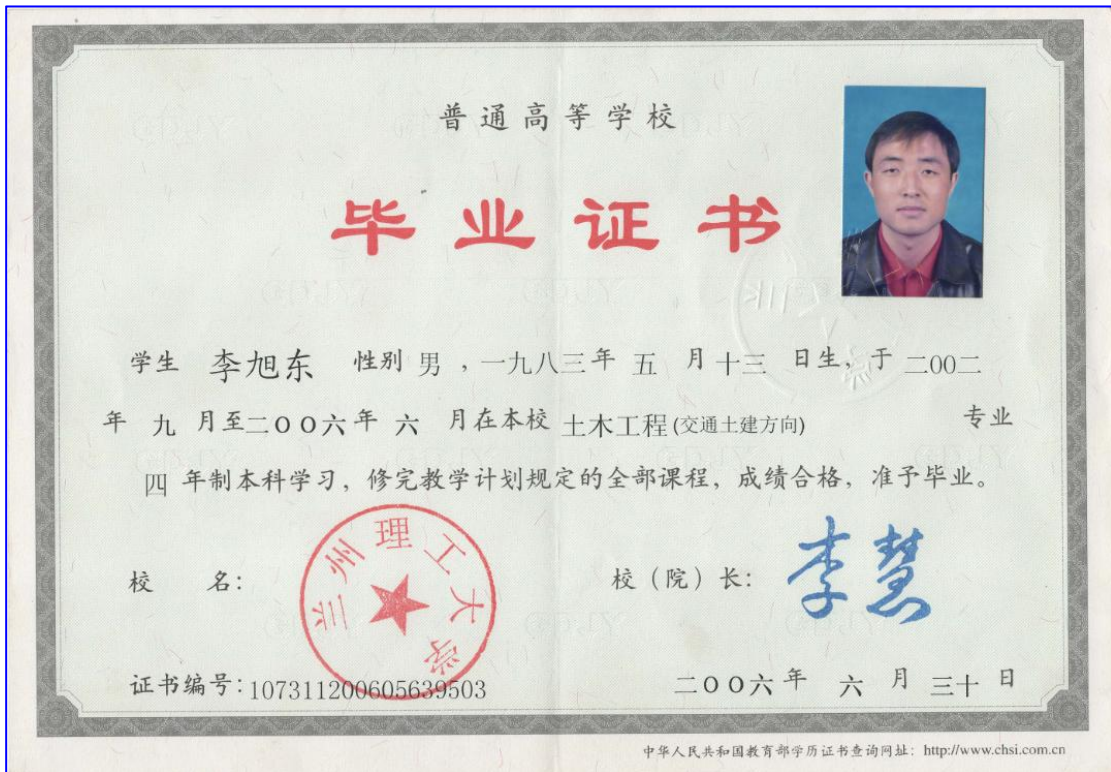 普通高等学校
毕业证书
学生 李旭东 性别 男 ,一九八三年 五 月 十三 日生, 于 二00二
年 九 月至二OO六年 六 月在本校 土木工程(交通土建方向) 专业
四 年制本科学习, 修完教学计划规定的全部课程, 成绩合格, 准予毕业。
兰州理工大学
校 名: 校(院)长: 李慧
证书编号:107311200605639503 二OO六年 六 月 三十 日
中华人民共和国教育部学历证书查询网址: http://www.chsi.com.cn